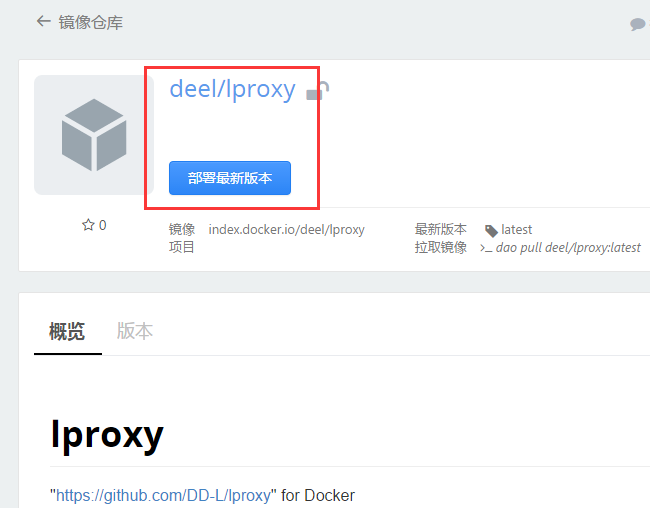 ← 镜像仓库
deel/lproxy
部署最新版本
☆ 0
镜像 index.docker.io/deel/lproxy
项目
最新版本 latest
拉取镜像 >_ dao pull deel/lproxy:latest
概览 版本
lproxy
"https://github.com/DD-L/lproxy" for Docker